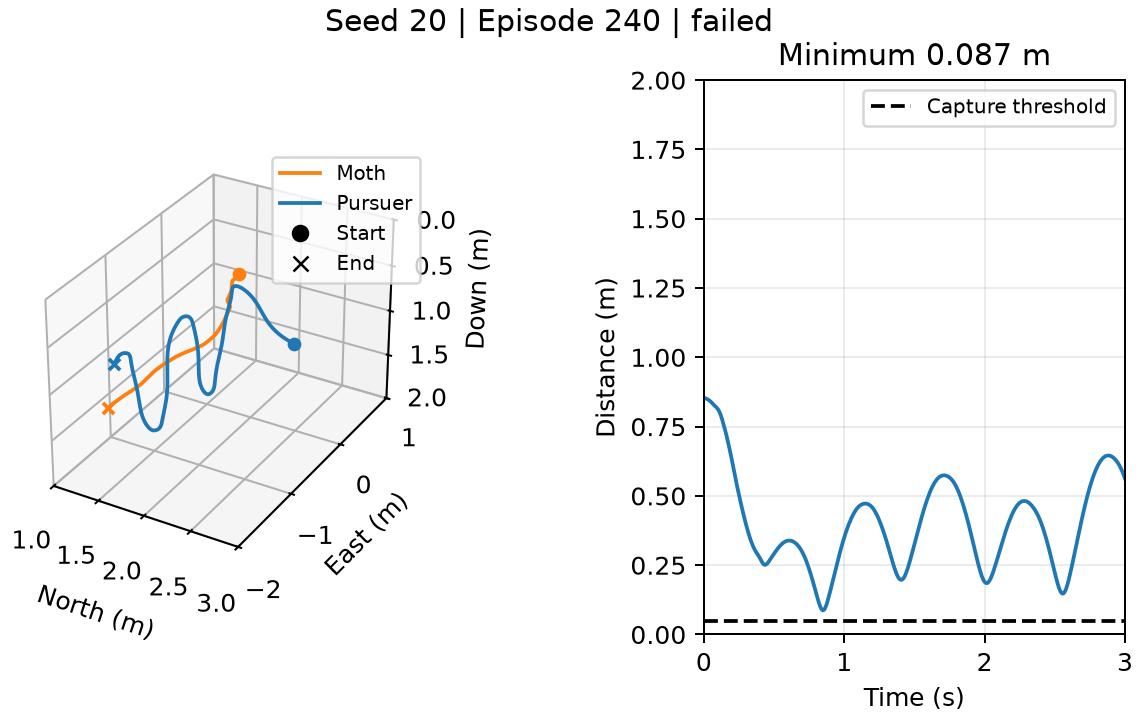 Seed 20 | Episode 240 | failed
Moth
Pursuer
Start
End
0.0
0.5
1.0
1.5
2.0
Down (m)
1
0
−1
−2
East (m)
1.0
1.5
2.0
2.5
3.0
North (m)
Minimum 0.087 m
Capture threshold
2.00
1.75
1.50
1.25
1.00
0.75
0.50
0.25
0.00
Distance (m)
0 1 2 3
Time (s)